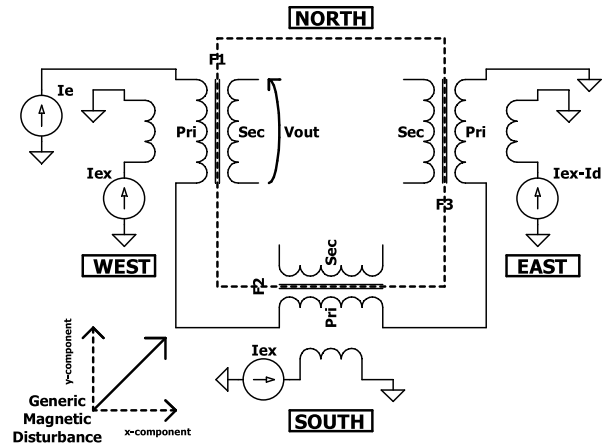 NORTH
F1
Ie
Pri
Sec
Vout
Sec
Pri
Iex
Iex-Id
F3
WEST
EAST
Sec
F2
Pri
Iex
SOUTH
y-component
x-component
Generic
Magnetic
Disturbance